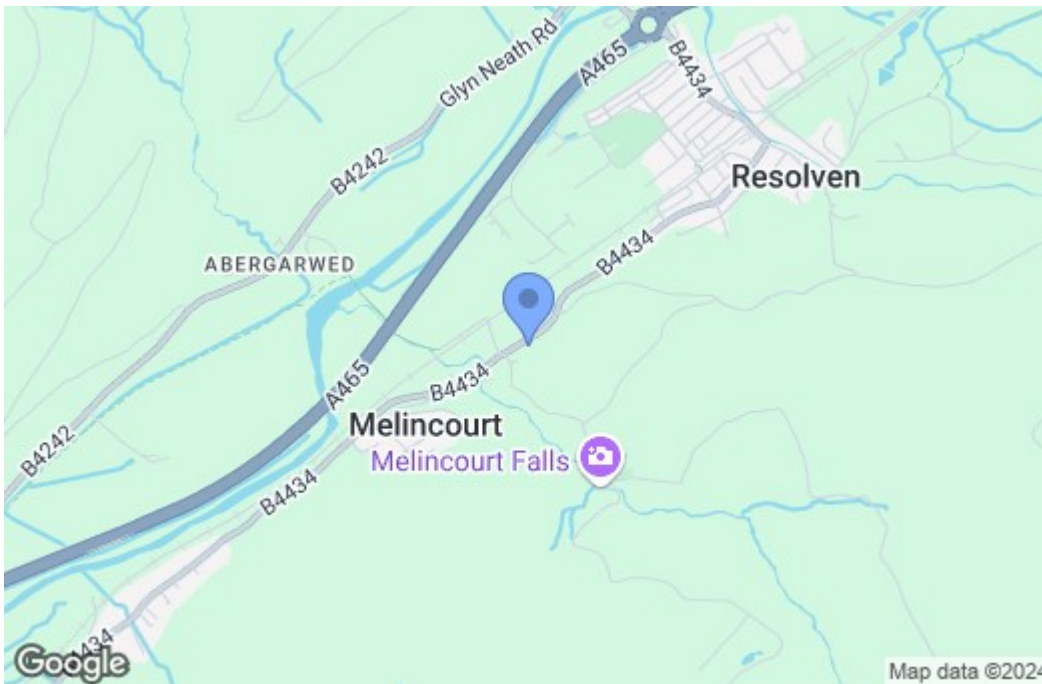 A465
B4434
Glyn Neath Rd
B4242
Resolven
ABERGARWED
B4434
A465
B4434
Melincourt
B4242
Melincourt Falls
B4434
4434
Google
Map data ©2024